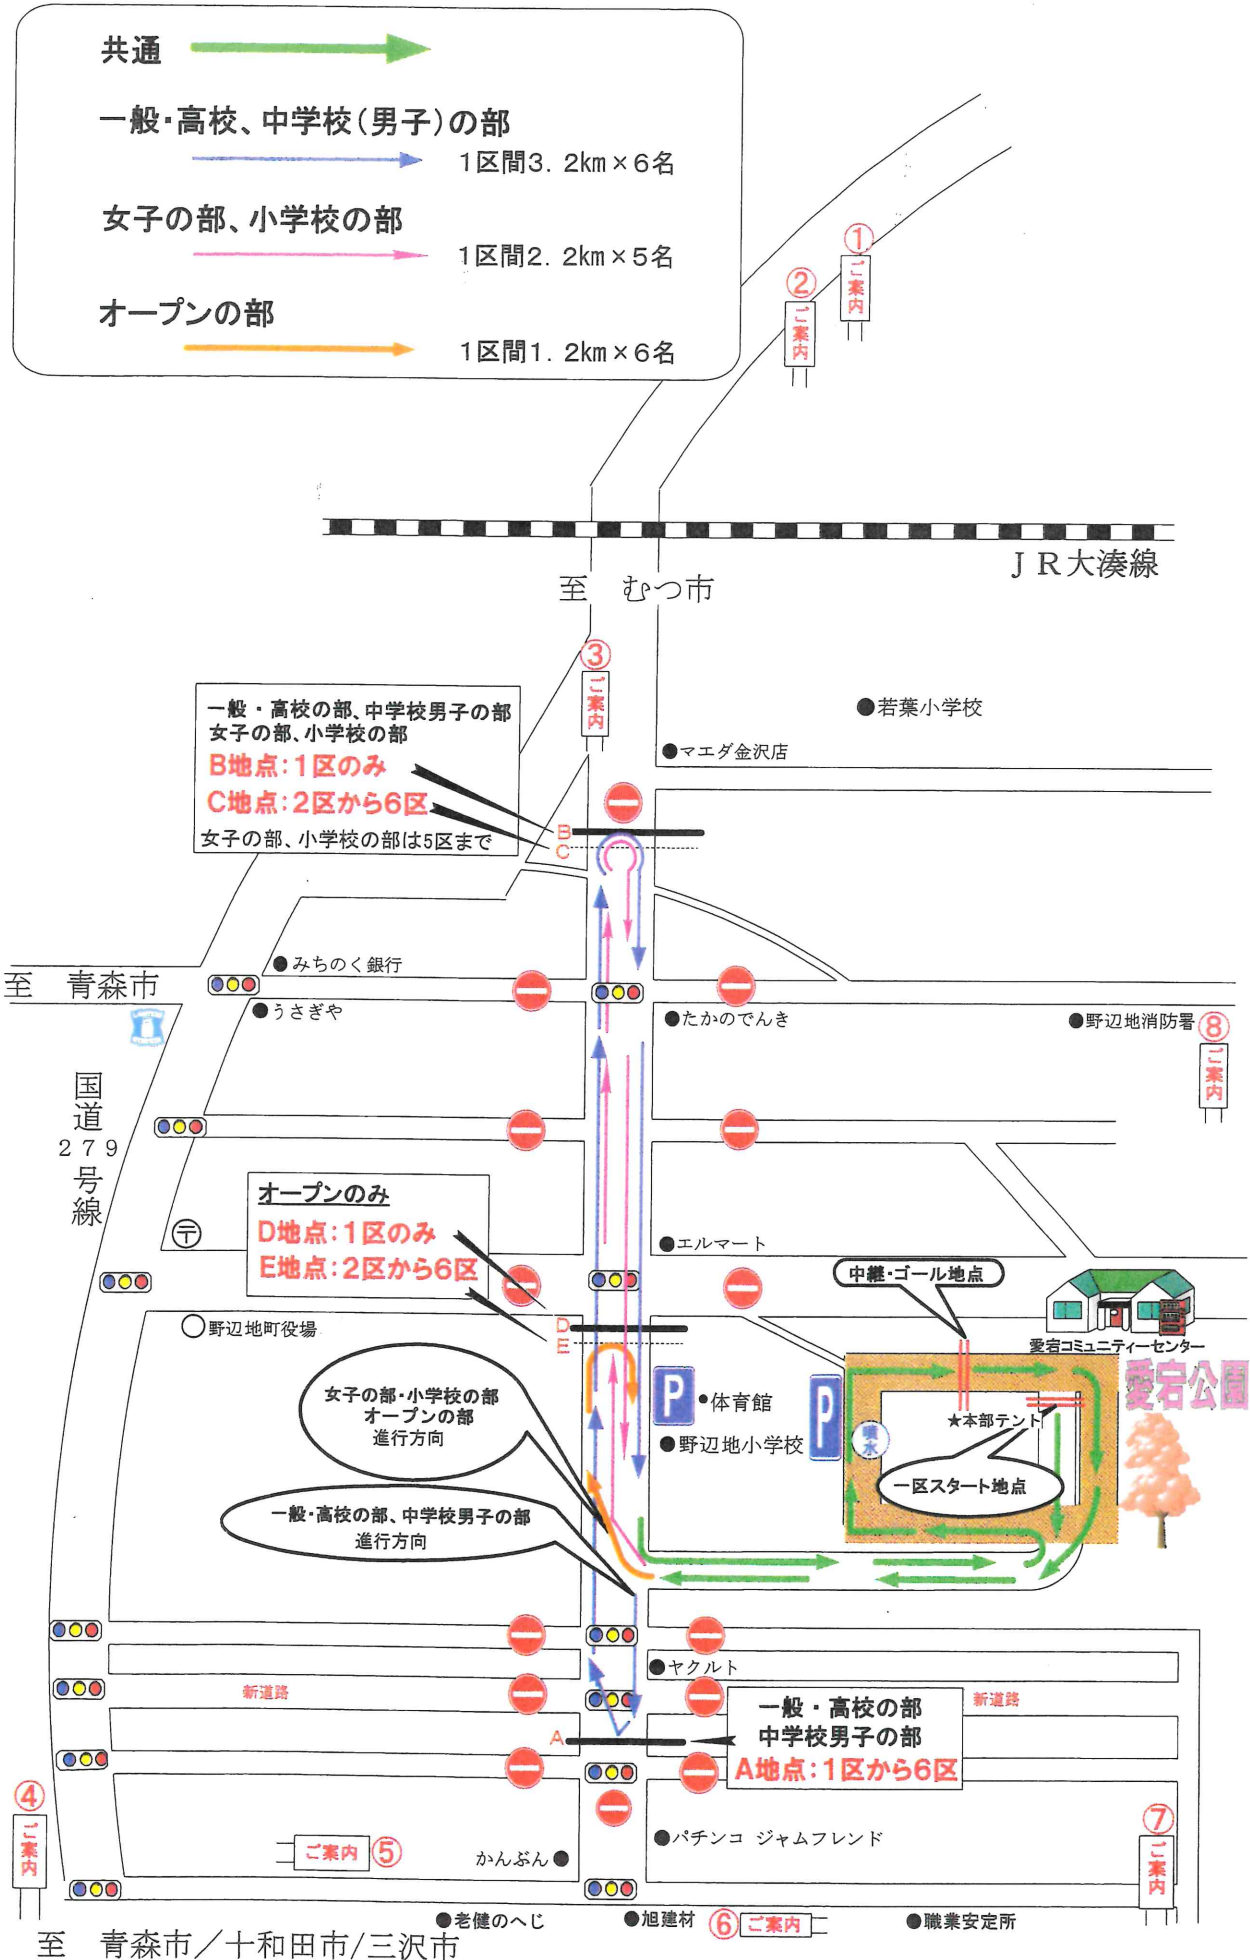 共通
一般・高校、中学校（男子）の部
1区間3．2km×6名
女子の部、小学校の部
1区間2．2km×5名
オープンの部
1区間1．2km×6名
①
ご案内
②
ご案内
ＪＲ大湊線
至　むつ市
③
ご案内
一般・高校の部、中学校男子の部
女子の部、小学校の部
B地点：1区のみ
C地点：2区から6区
女子の部、小学校の部は5区まで
●若葉小学校
●マエダ金沢店
B
C
●みちのく銀行
至　青森市
●うさぎや
●たかのでんき
●野辺地消防署
⑧
ご案内
国道
２７９
号線
オープンのみ
D地点：1区のみ
E地点：2区から6区
〒
●エルマート
中継・ゴール地点
○野辺地町役場
D
E
愛宕コミュニティーセンター
愛宕公園
女子の部・小学校の部
オープンの部
進行方向
P
●体育館
●野辺地小学校
P
噴水
★本部テント
一区スタート地点
一般・高校の部、中学校男子の部
進行方向
●ヤクルト
新道路
新道路
A
一般・高校の部
中学校男子の部
A地点：1区から6区
④
ご案内
ご案内
⑤
かんぶん●
●パチンコ ジャムフレンド
⑦
ご案内
●老健のへじ
●旭建材
⑥
ご案内
●職業安定所
至　青森市／十和田市/三沢市